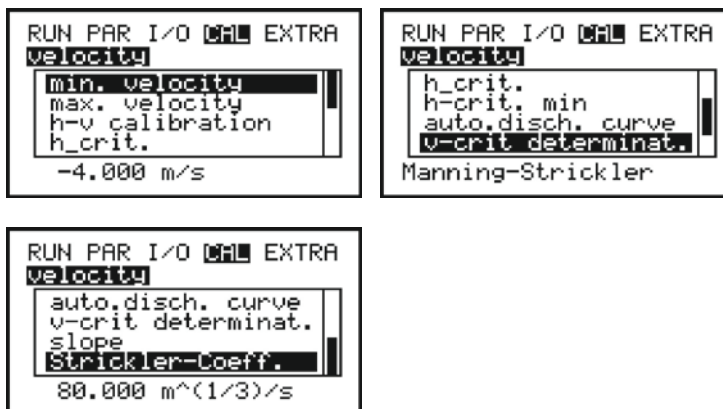 RUN PAR I/O CAL EXTRA
velocity
min. velocity
max. velocity
h-v calibration
h_crit.
-4.000 m/s
RUN PAR I/O CAL EXTRA
velocity
h_crit.
h-crit. min
auto.disch. curve
v-crit determinat.
Manning-Strickler
RUN PAR I/O CAL EXTRA
velocity
auto.disch. curve
v-crit determinat.
slope
Strickler-Coeff.
80.000 m^(1/3)/s